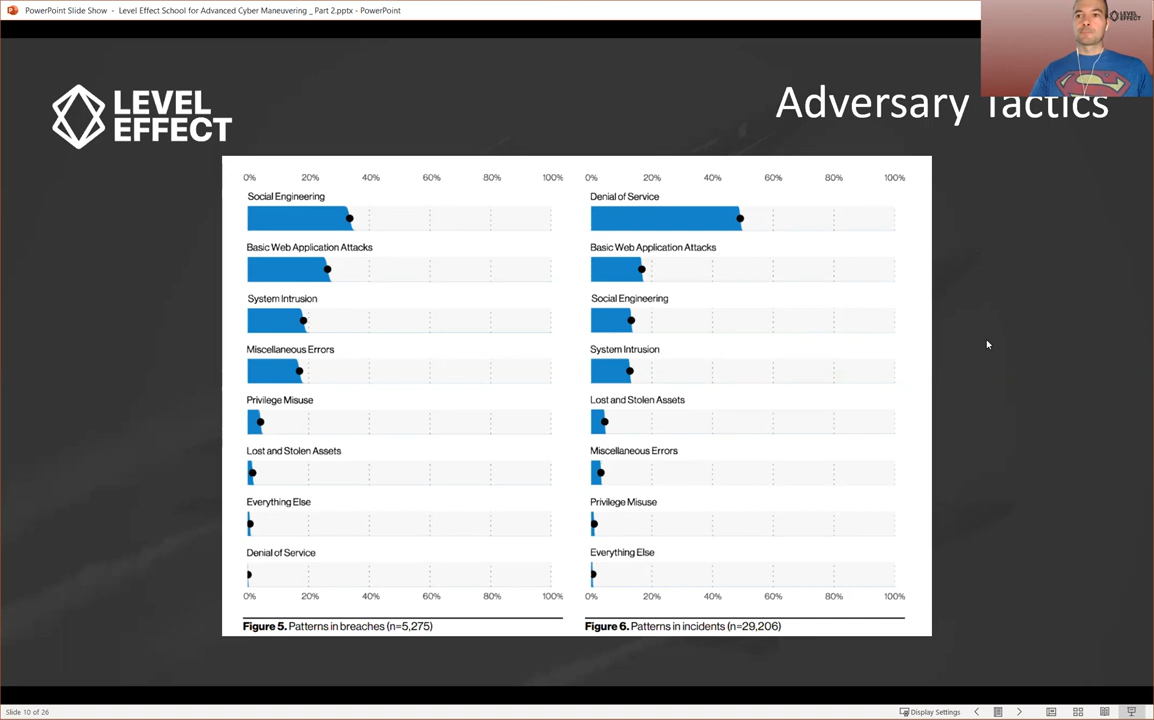 PowerPoint Slide Show - Level Effect School for Advanced Cyber Maneuvering _ Part 2.pptx - PowerPoint
LEVEL
EFFECT
LEVEL
EFFECT
Adversary Tactics
0% 20% 40% 60% 80% 100%
Social Engineering
Basic Web Application Attacks
System Intrusion
Miscellaneous Errors
Privilege Misuse
Lost and Stolen Assets
Everything Else
Denial of Service
0% 20% 40% 60% 80% 100%
Figure 5. Patterns in breaches (n=5,275)
0% 20% 40% 60% 80% 100%
Denial of Service
Basic Web Application Attacks
Social Engineering
System Intrusion
Lost and Stolen Assets
Miscellaneous Errors
Privilege Misuse
Everything Else
0% 20% 40% 60% 80% 100%
Figure 6. Patterns in incidents (n=29,206)
Slide 10 of 26
Display Settings